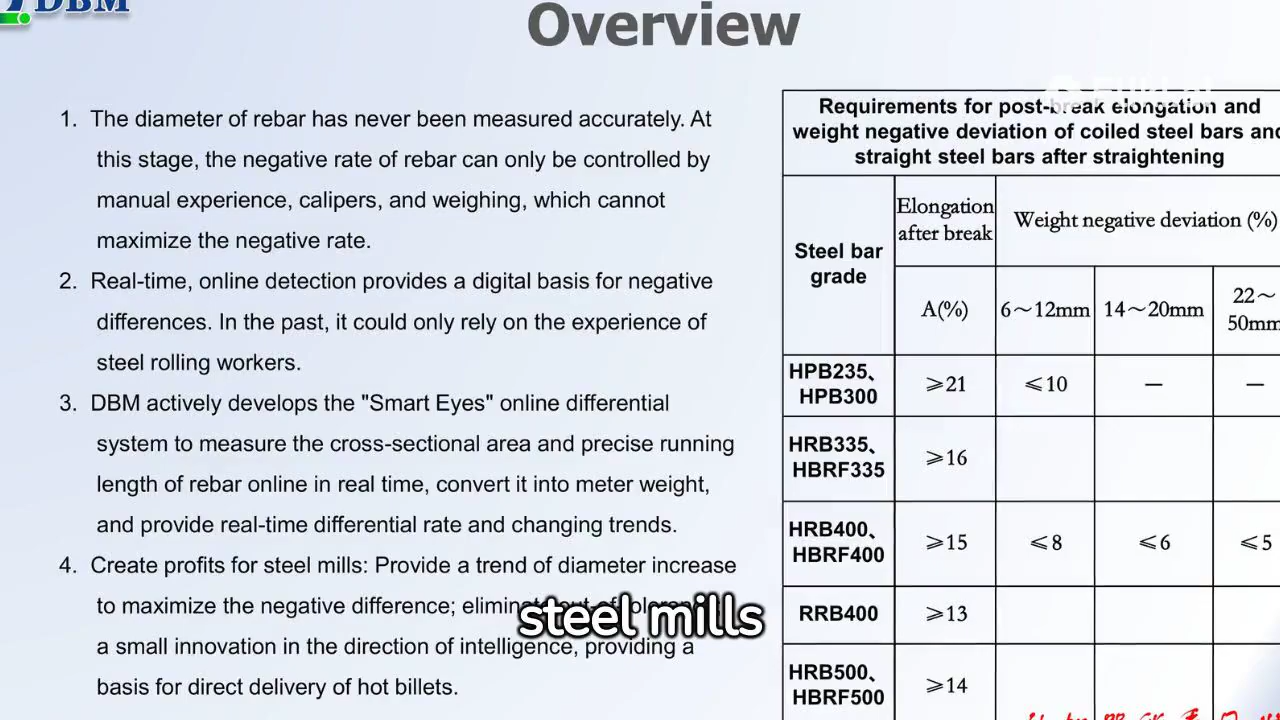 DBM
Overview
1. The diameter of rebar has never been measured accurately. At
this stage, the negative rate of rebar can only be controlled by
manual experience, calipers, and weighing, which cannot
maximize the negative rate.
2. Real-time, online detection provides a digital basis for negative
differences. In the past, it could only rely on the experience of
steel rolling workers.
3. DBM actively develops the "Smart Eyes" online differential
system to measure the cross-sectional area and precise running
length of rebar online in real time, convert it into meter weight,
and provide real-time differential rate and changing trends.
4. Create profits for steel mills: Provide a trend of diameter increase
to maximize the negative difference;
a small innovation in the direction of intelligence, providing a
basis for direct delivery of hot billets.
steel mills
Requirements for post-break elongation and
weight negative deviation of coiled steel bars and
straight steel bars after straightening
Steel bar
grade
Elongation
after break
Weight negative deviation (%)
A(%)
6~12mm
14~20mm
22~
50mm
HPB235、
HPB300
⩾21
⩽10
—
—
HRB335、
HBRF335
⩾16
HRB400、
HBRF400
⩾15
⩽8
⩽6
⩽5
RRB400
⩾13
HRB500、
HBRF500
⩾14